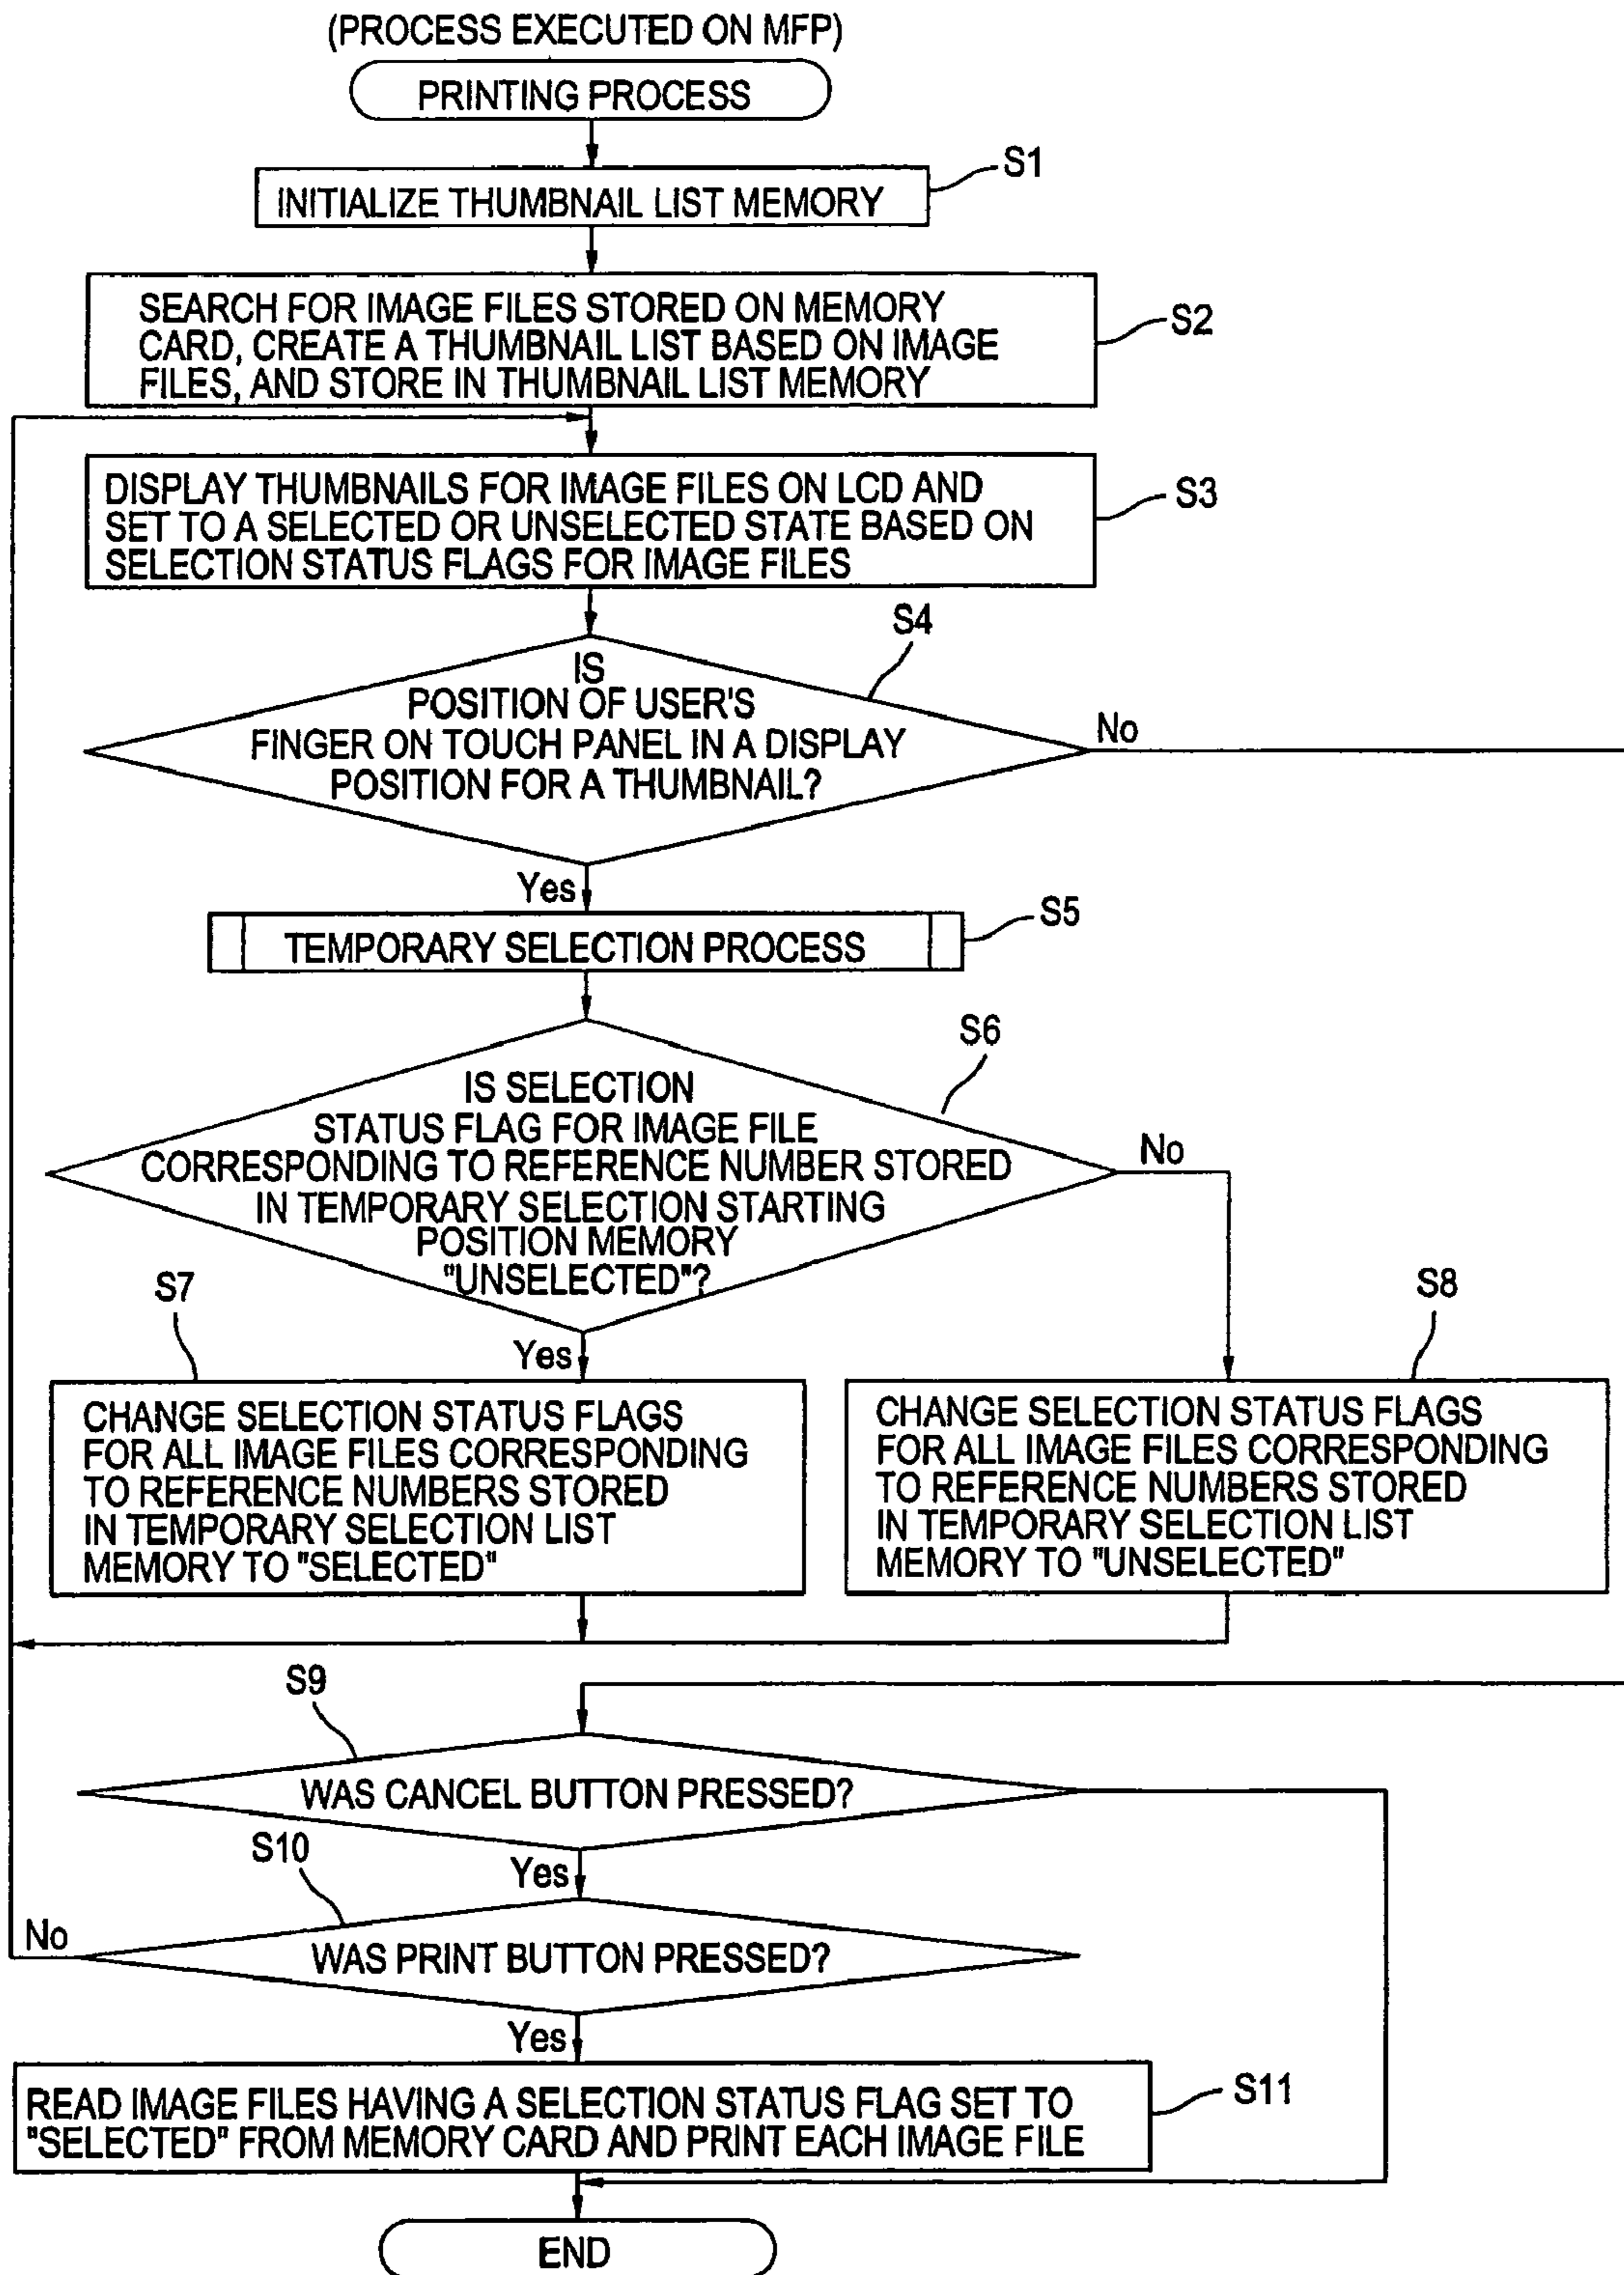 (PROCESS EXECUTED ON MFP)
PRINTING PROCESS
S1
INITIALIZE THUMBNAIL LIST MEMORY
S2
SEARCH FOR IMAGE FILES STORED ON MEMORY
CARD, CREATE A THUMBNAIL LIST BASED ON IMAGE
FILES, AND STORE IN THUMBNAIL LIST MEMORY
S3
DISPLAY THUMBNAILS FOR IMAGE FILES ON LCD AND
SET TO A SELECTED OR UNSELECTED STATE BASED ON
SELECTION STATUS FLAGS FOR IMAGE FILES
S4
IS
POSITION OF USER'S
FINGER ON TOUCH PANEL IN A DISPLAY
POSITION FOR A THUMBNAIL?
No
Yes
S5
TEMPORARY SELECTION PROCESS
S6
IS SELECTION
STATUS FLAG FOR IMAGE FILE
CORRESPONDING TO REFERENCE NUMBER STORED
IN TEMPORARY SELECTION STARTING
POSITION MEMORY
"UNSELECTED"?
No
Yes
S7
CHANGE SELECTION STATUS FLAGS
FOR ALL IMAGE FILES CORRESPONDING
TO REFERENCE NUMBERS STORED
IN TEMPORARY SELECTION LIST
MEMORY TO "SELECTED"
S8
CHANGE SELECTION STATUS FLAGS
FOR ALL IMAGE FILES CORRESPONDING
TO REFERENCE NUMBERS STORED
IN TEMPORARY SELECTION LIST
MEMORY TO "UNSELECTED"
S9
WAS CANCEL BUTTON PRESSED?
Yes
S10
WAS PRINT BUTTON PRESSED?
No
Yes
S11
READ IMAGE FILES HAVING A SELECTION STATUS FLAG SET TO
"SELECTED" FROM MEMORY CARD AND PRINT EACH IMAGE FILE
END